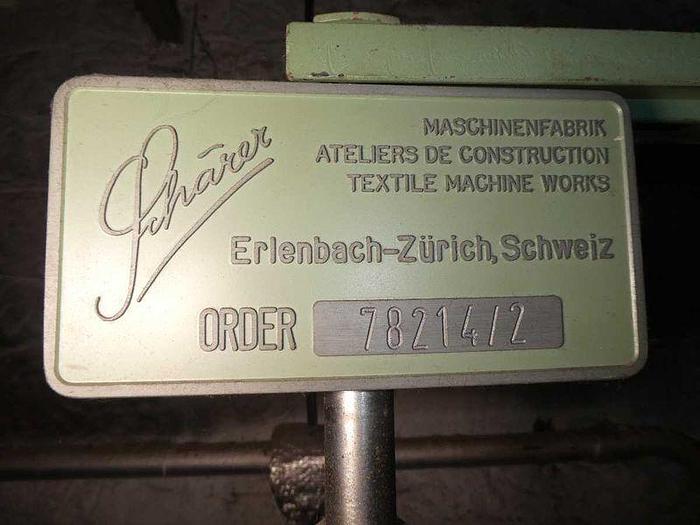 Schärer
MASCHINENFABRIK
ATELIERS DE CONSTRUCTION
TEXTILE MACHINE WORKS
Erlenbach-Zürich, Schweiz
ORDER 78214/2